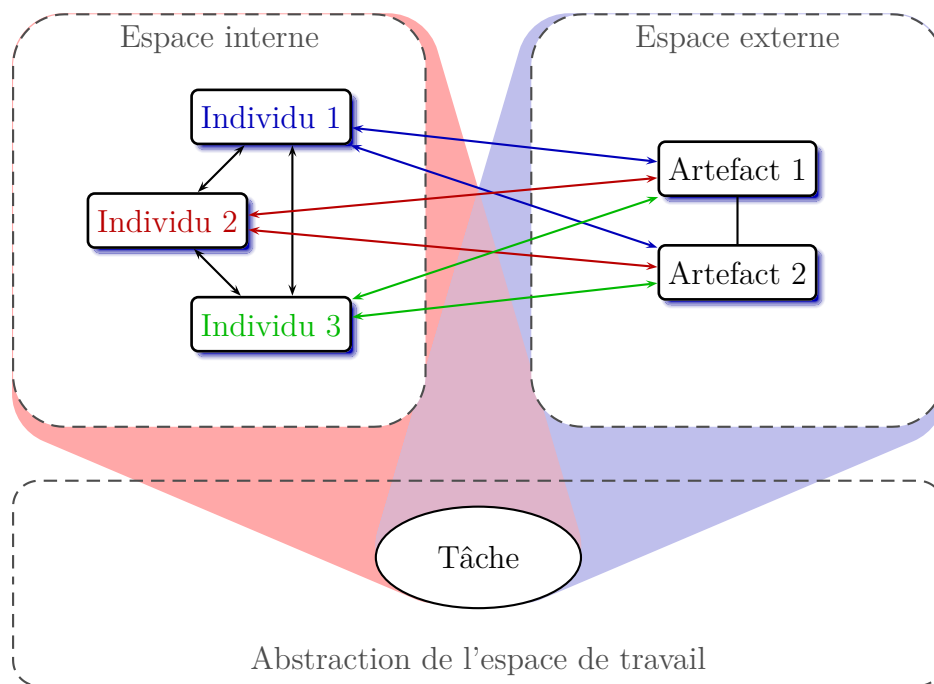 Espace interne
Espace externe
Individu 1
Artefact 1
Individu 2
Artefact 2
Individu 3
Tâche
Abstraction de l'espace de travail